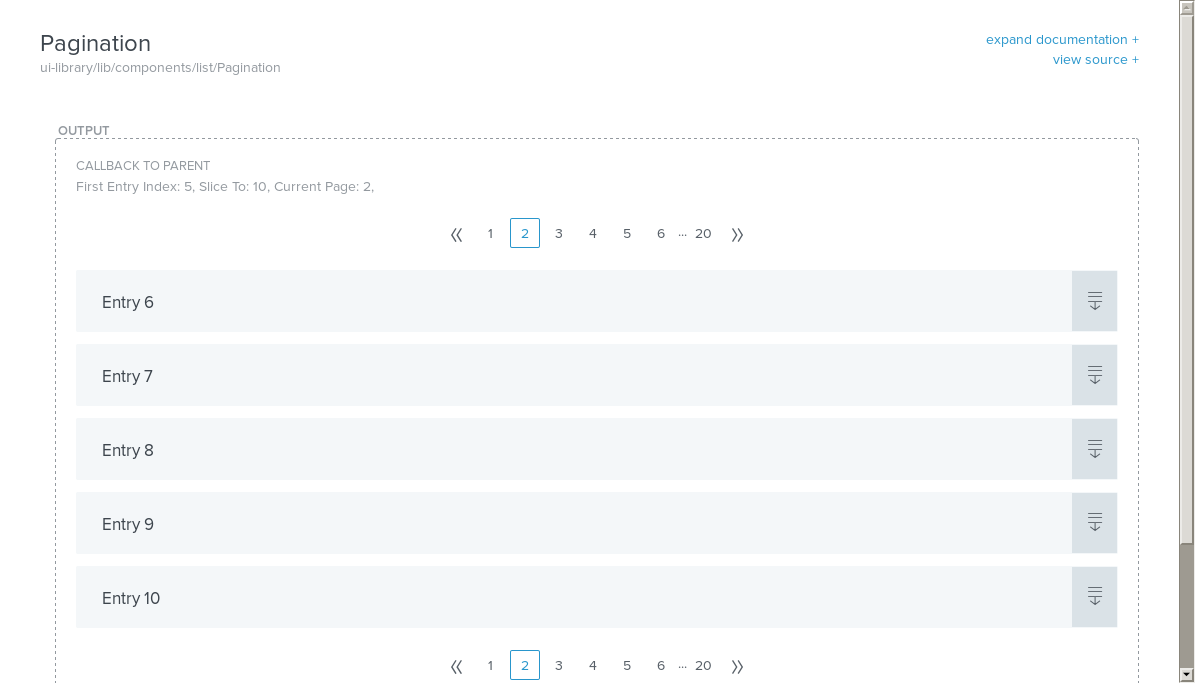 Pagination
expand documentation +
ui-library/lib/components/list/Pagination
view source +
OUTPUT
CALLBACK TO PARENT
First Entry Index: 5, Slice To: 10, Current Page: 2,
« 1 2 3 4 5 6 ... 20 »
Entry 6
Entry 7
Entry 8
Entry 9
Entry 10
« 1 2 3 4 5 6 ... 20 »